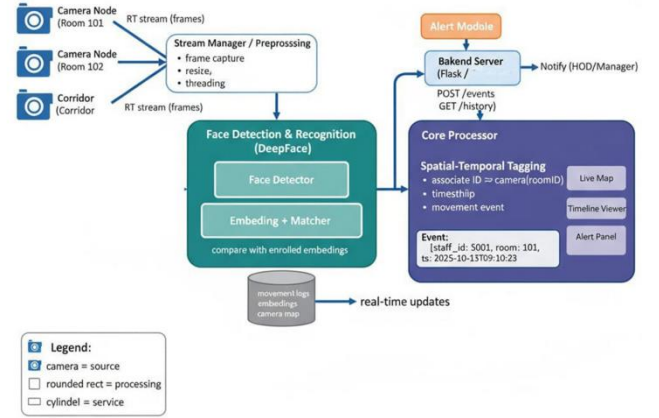 Camera Node
(Room 101
RT stream (frames)
Camera Node
(Room 102
Corridor
(Corridor
RT stream (frames)
Stream Manager / Preprosssing
• frame capture
• resize,
• threading
Alert Module
Bakend Server
(Flask /
Notify (HOD/Manager)
POST /events
GET /history)
Face Detection & Recognition
(DeepFace)
Face Detector
Embeding + Matcher
compare with enrolled embeddings
Core Processor
Spatial-Temporal Tagging
• associate ID = camera(roomID)
• timesthip
• movement event
Live Map
Timeline Viewer
Alert Panel
Event:
[staff_id: 5001, room: 101,
ts: 2025-10-13T09:10:23
movement logs
embeddings
camera map
real-time updates
Legend:
camera = source
rounded rect = processing
cylindel = service